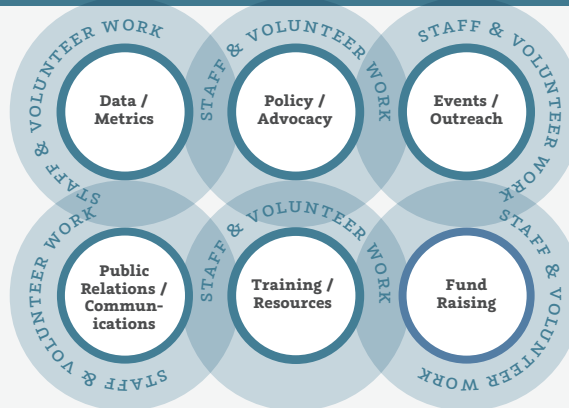 STAFF & VOLUNTEER WORK
Data /
Metrics
STAFF & VOLUNTEER WORK
Policy /
Advocacy
STAFF & VOLUNTEER WORK
Events /
Outreach
STAFF & VOLUNTEER WORK
Public
Relations /
Commun-
ications
STAFF & VOLUNTEER WORK
Training /
Resources
STAFF & VOLUNTEER WORK
Fund
Raising